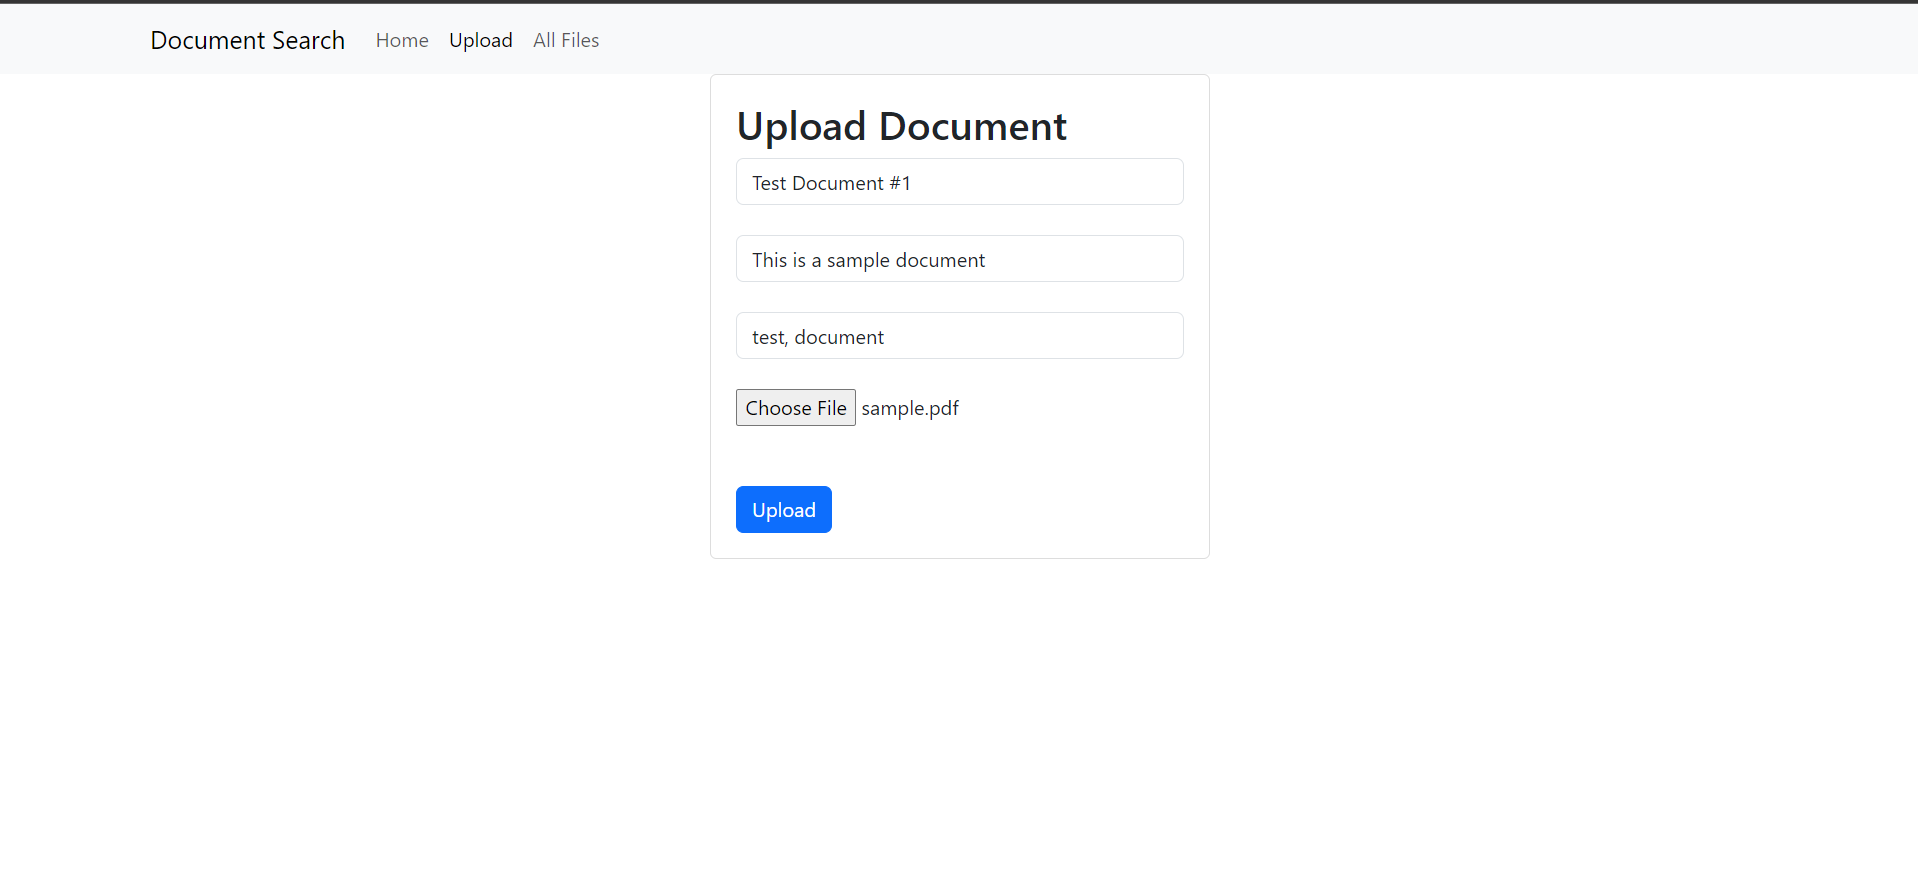 Document Search Home Upload All Files
Upload Document
Test Document #1
This is a sample document
test, document
Choose File sample.pdf
Upload